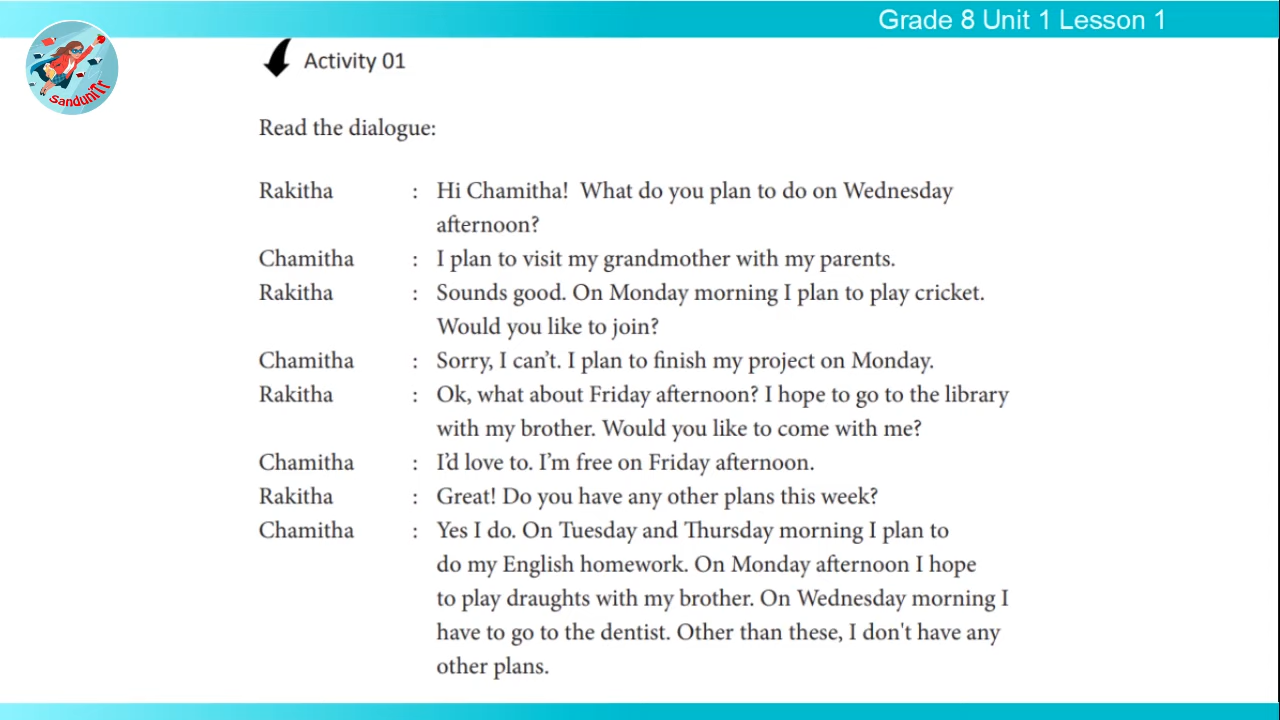 Grade 8 Unit 1 Lesson 1
SanduniTr
Activity 01
Read the dialogue:
Rakitha : Hi Chamitha!  What do you plan to do on Wednesday
afternoon?
Chamitha : I plan to visit my grandmother with my parents.
Rakitha : Sounds good. On Monday morning I plan to play cricket.
Would you like to join?
Chamitha : Sorry, I can’t. I plan to finish my project on Monday.
Rakitha : Ok, what about Friday afternoon? I hope to go to the library
with my brother. Would you like to come with me?
Chamitha : I’d love to. I’m free on Friday afternoon.
Rakitha : Great! Do you have any other plans this week?
Chamitha : Yes I do. On Tuesday and Thursday morning I plan to
do my English homework. On Monday afternoon I hope
to play draughts with my brother. On Wednesday morning I
have to go to the dentist. Other than these, I don't have any
other plans.